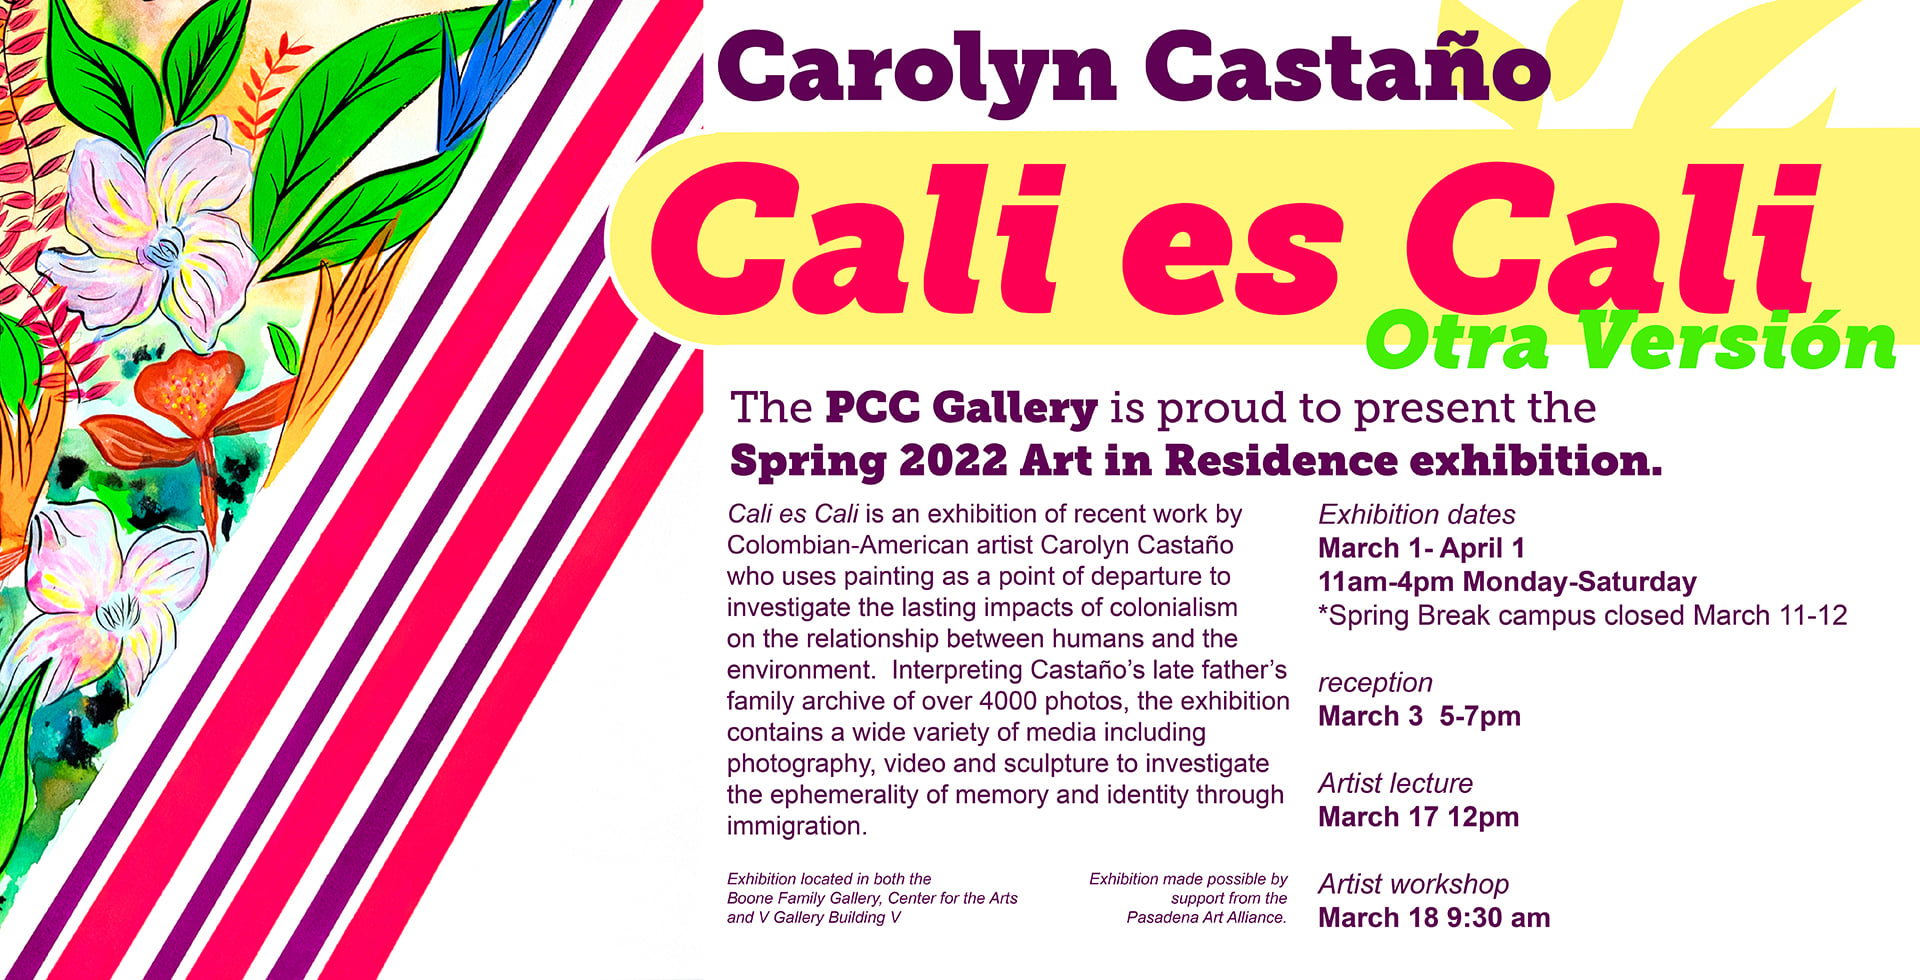 Carolyn Castaño
Cali es Cali
Otra Versión
The PCC Gallery is proud to present the
Spring 2022 Art in Residence exhibition.
Cali es Cali is an exhibition of recent work by
Colombian-American artist Carolyn Castaño
who uses painting as a point of departure to
investigate the lasting impacts of colonialism
on the relationship between humans and the
environment.  Interpreting Castaño’s late father’s
family archive of over 4000 photos, the exhibition
contains a wide variety of media including
photography, video and sculpture to investigate
the ephemerality of memory and identity through
immigration.
Exhibition located in both the
Boone Family Gallery, Center for the Arts
and V Gallery Building V
Exhibition made possible by
support from the
Pasadena Art Alliance.
Exhibition dates
March 1- April 1
11am-4pm Monday-Saturday
*Spring Break campus closed March 11-12
reception
March 3  5-7pm
Artist lecture
March 17 12pm
Artist workshop
March 18 9:30 am